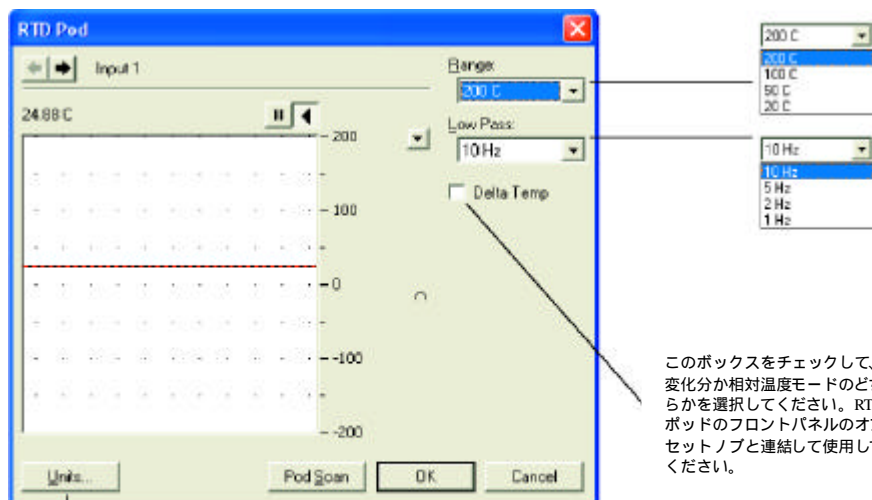 RTD Pod
Input 1
24.88 C
200
100
0
-100
-200
C
Range:
200 C
Low Pass:
10 Hz
Delta Temp
Units...
Pod Scan
OK
Cancel
200 C
200 C
100 C
50 C
20 C
10 Hz
10 Hz
5 Hz
2 Hz
1 Hz
このボックスをチェックして、
変化分か相対温度モードのど
らかを選択してください。RT
ポッドのフロントパネルのオ
セットノブと連結して使用し
ください。